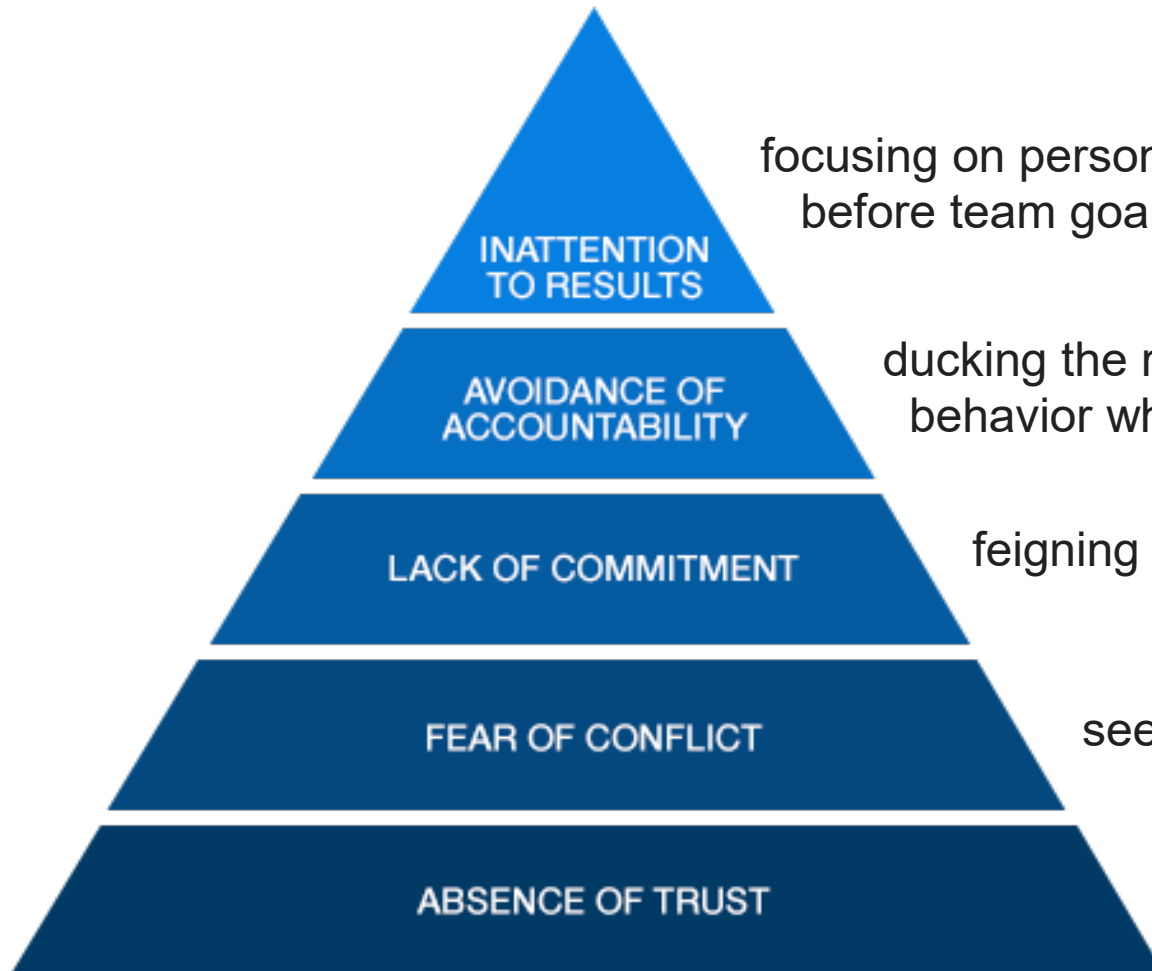 focusing on
before team
INATTENTION
TO RESULTS
ducking the
AVOIDANCE OF
behavior
ACCOUNTABILITY
feigning
LACK OF COMMITMENT
FEAR OF CONFLICT
ABSENCE OF TRUST